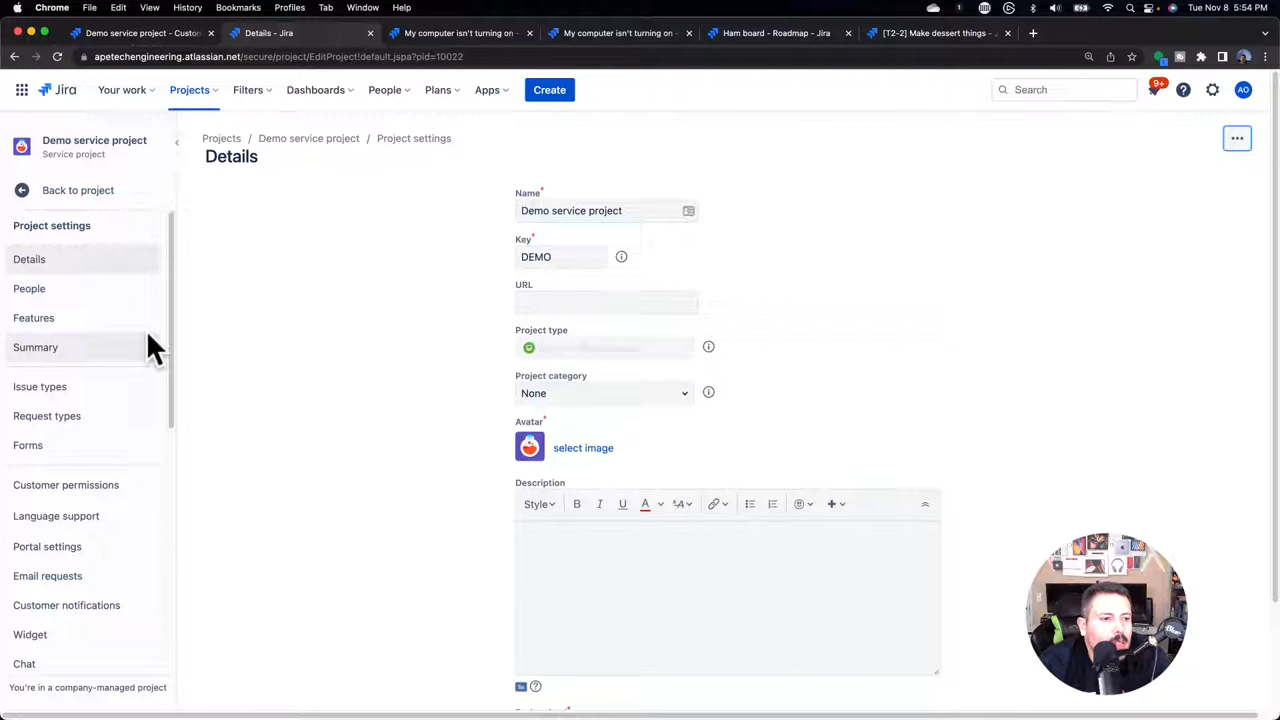 Chrome File Edit View History Bookmarks Profiles Tab Window Help
Tue Nov 8 5:54 PM
Demo service project - Custom
Details - Jira
My computer isn't turning on -
My computer isn't turning on -
Ham board - Roadmap - Jira
[T2-2] Make dessert things -
apetechengineering.atlassian.net/secure/project/EditProject!default.jspa?pid=10022
Jira Your work Projects Filters Dashboards People Plans Apps Create
Search
9+
AO
Demo service project
Service project
Back to project
Project settings
Details
People
Features
Summary
Issue types
Request types
Forms
Customer permissions
Language support
Portal settings
Email requests
Customer notifications
Widget
Chat
You're in a company-managed project
Projects / Demo service project / Project settings
Details
Name*
Demo service project
Key*
DEMO
URL
Project type
Project category
None
Avatar*
select image
Description
Style B I U A
Blue